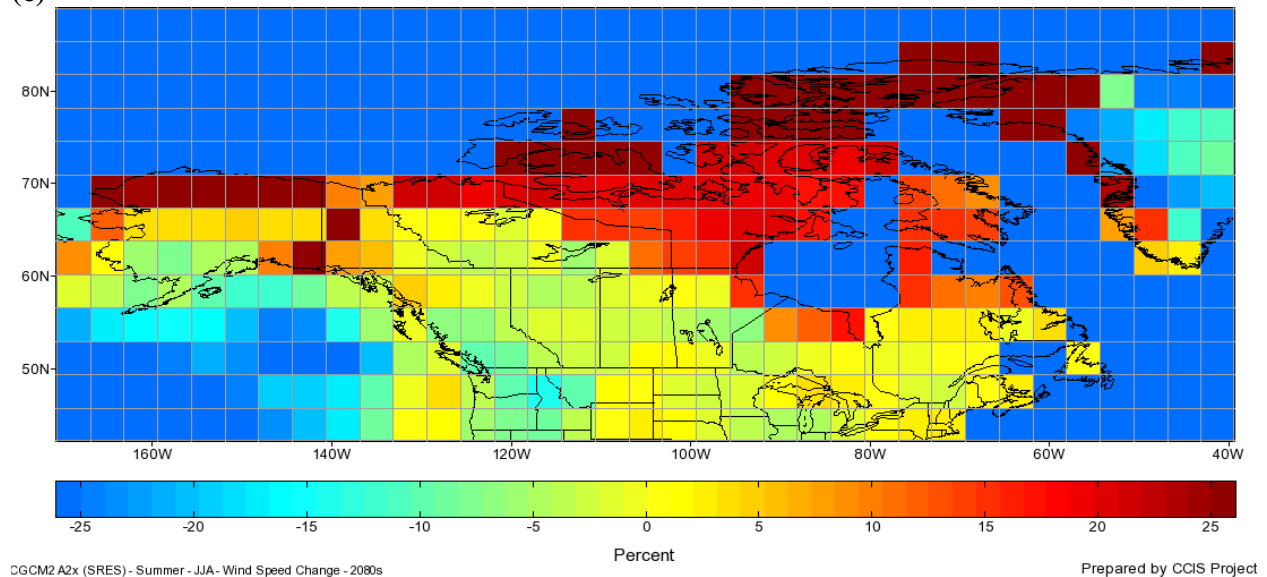 80N
70N
60N
50N
160W 140W 120W 100W 80W 60W 40W
-25 -20 -15 -10 -5 0 5 10 15 20 25
Percent
CGCM2 A2x (SRES) - Summer - JJA - Wind Speed Change - 2080s
Prepared by CCIS Project